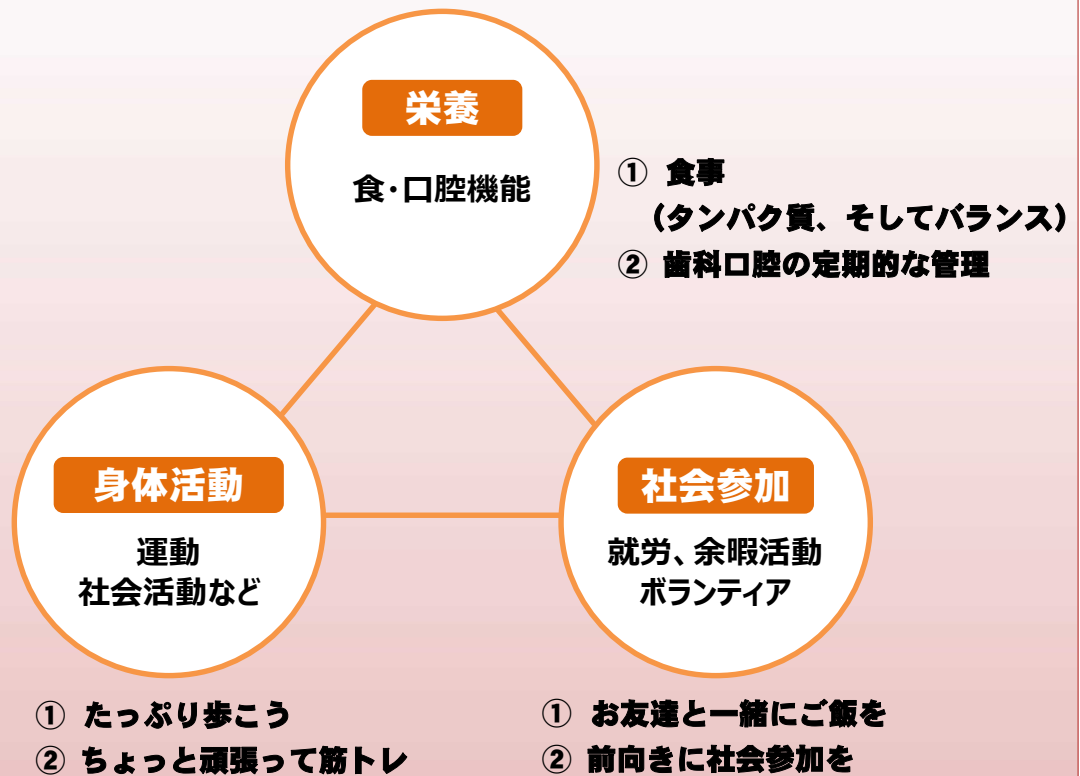 栄養
食・口腔機能
① 食事
（タンパク質、そしてバランス）
② 歯科口腔の定期的な管理
身体活動
運動
社会活動など
① たっぷり歩こう
② ちょっと頑張って筋トレ
社会参加
就労、余暇活動
ボランティア
① お友達と一緒にご飯を
② 前向きに社会参加を